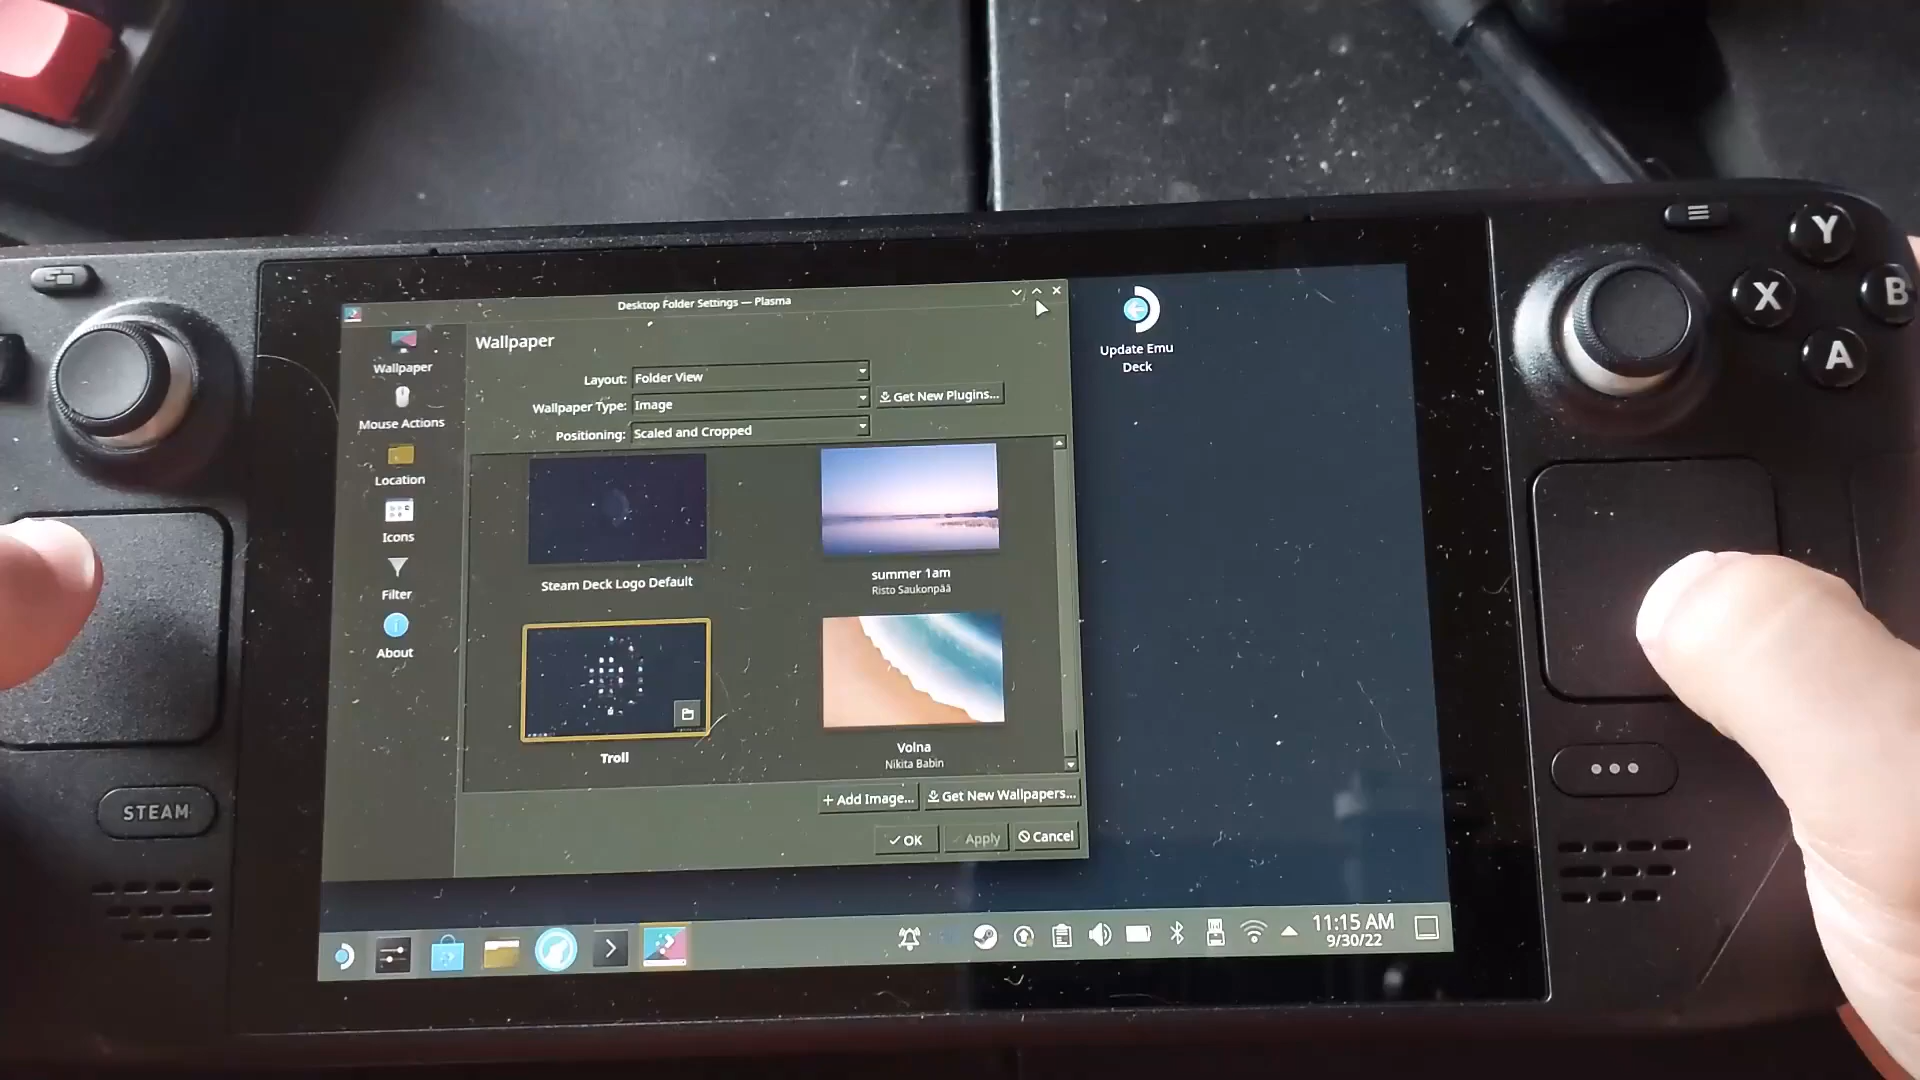 Desktop Folder Settings — Plasma
Wallpaper
Mouse Actions
Location
Icons
Filter
About
Wallpaper
Layout: Folder View
Wallpaper Type: Image
Get New Plugins...
Positioning: Scaled and Cropped
Steam Deck Logo Default
summer 1am
Risto Saukonpää
Troll
Volna
Nikita Babin
+ Add Image...
Get New Wallpapers...
OK
Apply
Cancel
Update Emu
Deck
11:15 AM
9/30/22
STEAM
Y
X
B
A